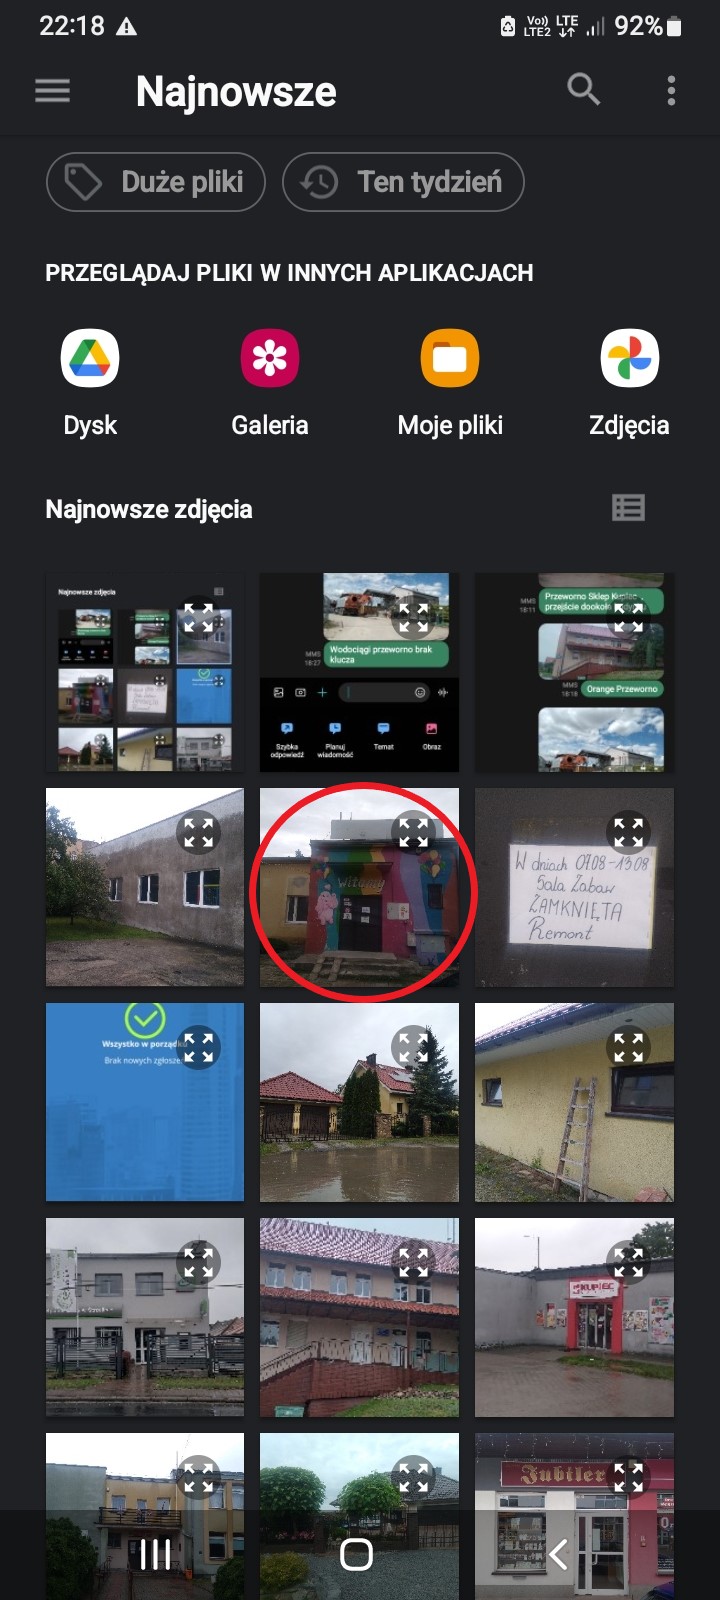 22:18
Vo)) LTE
LTE2
92%
Najnowsze
Duże pliki
Ten tydzień
PRZEGLĄDAJ PLIKI W INNYCH APLIKACJACH
Dysk
Galeria
Moje pliki
Zdjęcia
Najnowsze zdjęcia
Najnowsze zdjęcia
MMS
18:27
Wodociągi przeworno brak
klucza
Szybka
odpowiedź
Planuj
wiadomość
Temat
Obraz
MMS
18:11
Przeworno Sklep Kupiec
przejście dookoła
MMS
18:18
Orange Przeworno
Witamy
W dniach 07.08-13.08
Sala Zabaw
ZAMKNIĘTA
Remont
Wszystko w porządku
Brak nowych zgłosze
KUPIEC
Jubiler